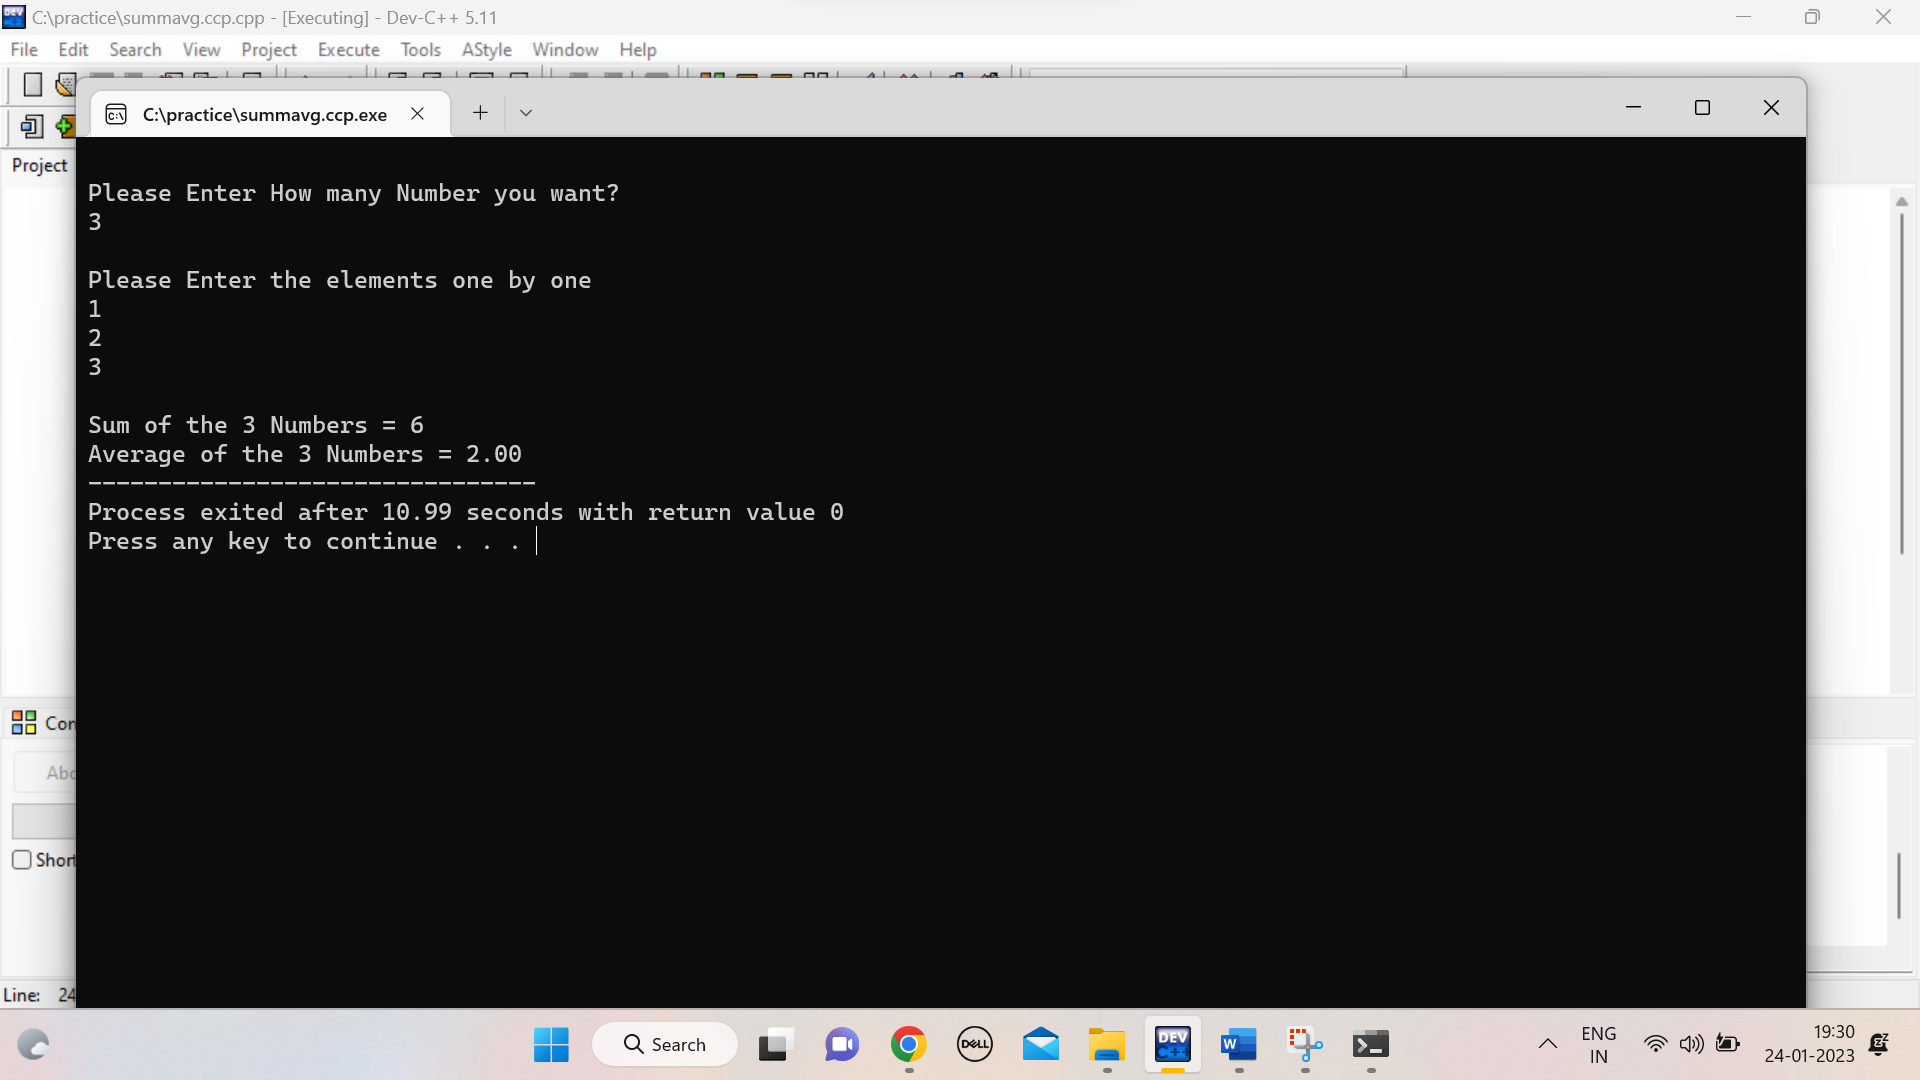 C:\practice\summavg.ccp.cpp - [Executing] - Dev-C++ 5.11
File Edit Search View Project Execute Tools AStyle Window Help
C:\practice\summavg.ccp.exe
Project
Please Enter How many Number you want?
3
Please Enter the elements one by one
1
2
3
Sum of the 3 Numbers = 6
Average of the 3 Numbers = 2.00
--------------------------------
Process exited after 10.99 seconds with return value 0
Press any key to continue . . .
Line: 24
Search
DELL
DEV
C++
W
ENG
IN
19:30
24-01-2023